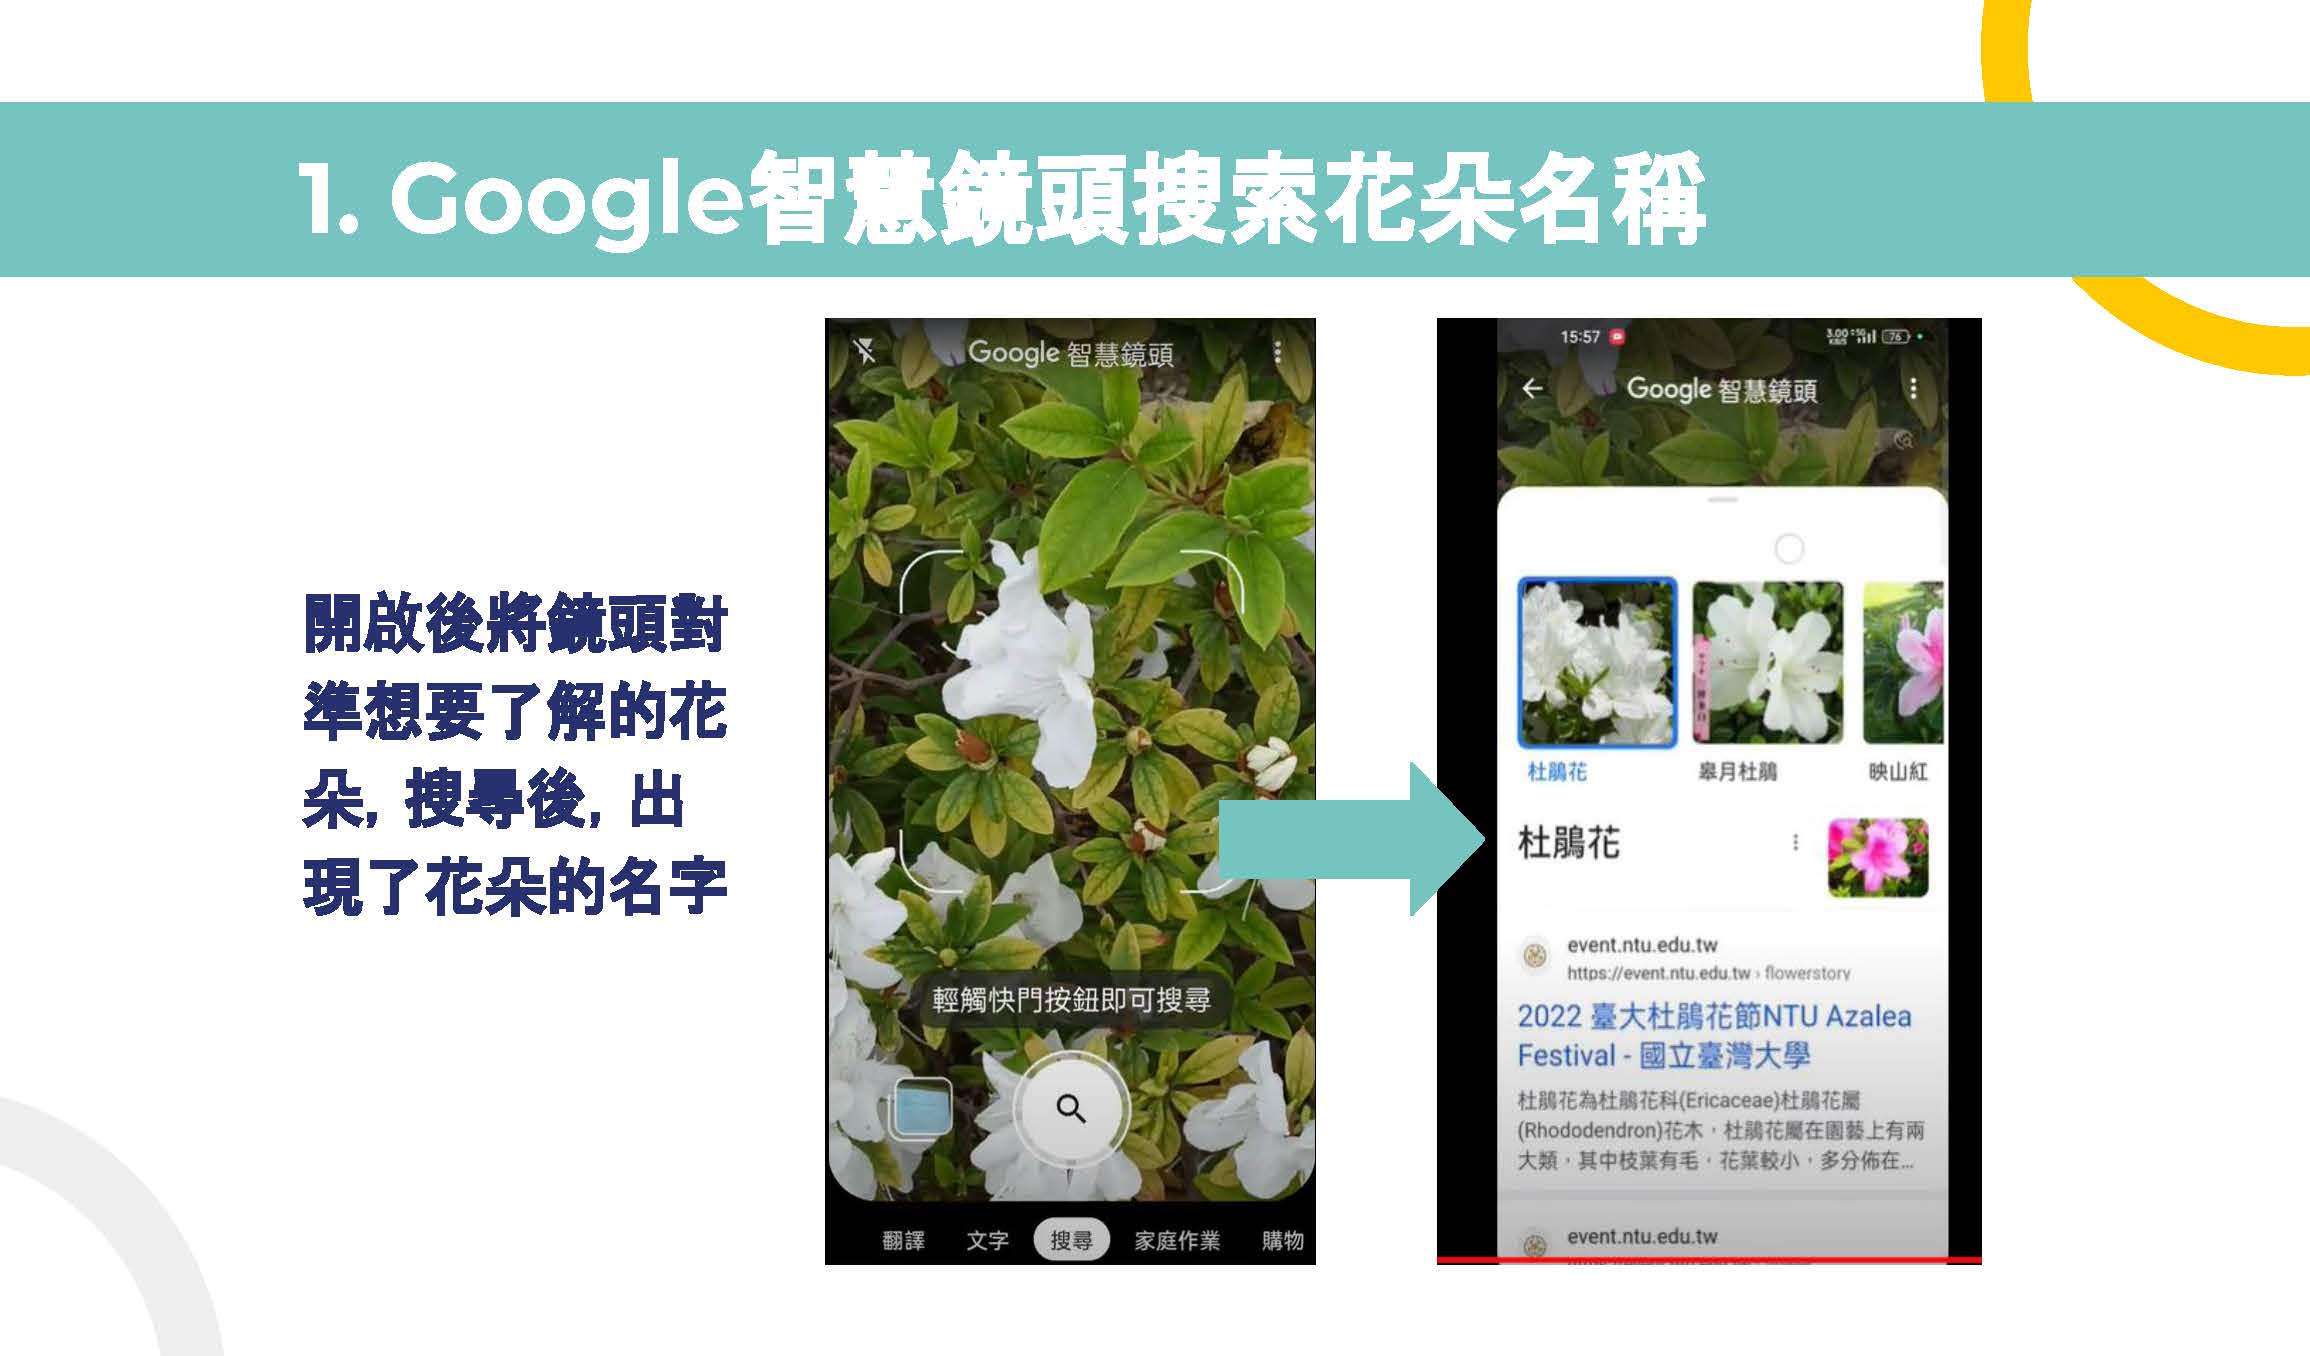 1. Google智慧鏡頭搜索花朵名稱
開啟後將鏡頭對
準想要了解的花
朵, 搜尋後, 出
現了花朵的名字
Google 智慧鏡頭
輕觸快門按鈕即可搜尋
翻譯 文字 搜尋 家庭作業 購物
15:57 3.00 KB/S 5G 76
Google 智慧鏡頭
杜鵑花 皋月杜鵑 映山紅
杜鵑花
event.ntu.edu.tw
https://event.ntu.edu.tw › flowerstory
2022 臺大杜鵑花節NTU Azalea
Festival - 國立臺灣大學
杜鵑花為杜鵑花科(Ericaceae)杜鵑花屬
(Rhododendron)花木，杜鵑花屬在園藝上有兩
大類，其中枝葉有毛，花葉較小，多分佈在...
event.ntu.edu.tw